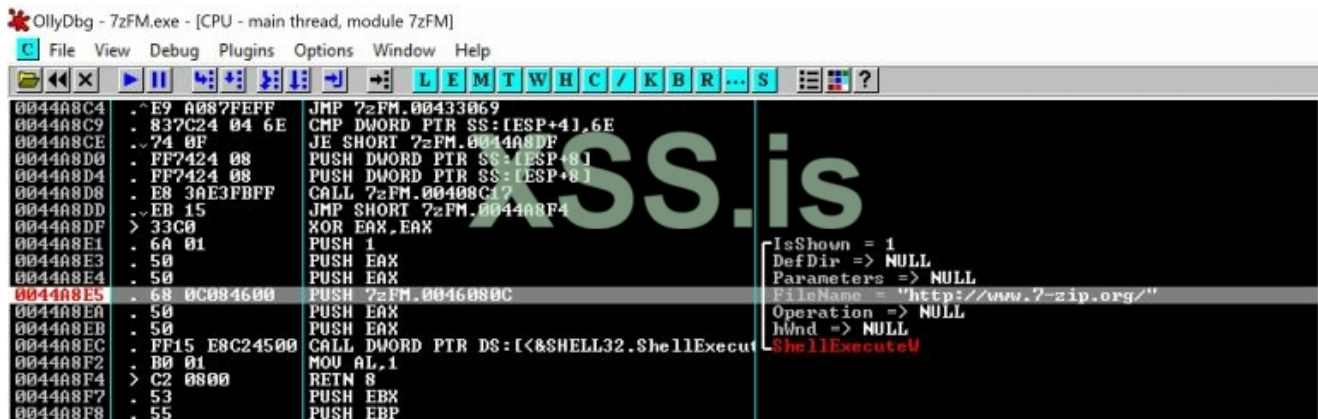 OllyDbg - 7zFM.exe - [CPU - main thread, module 7zFM]
C File View Debug Plugins Options Window Help
L E M T W H C / K B R ... S ?
0044A8C4 .^E9 A087FEFF JMP 7zFM.00433069
0044A8C9 . 837C24 04 6E CMP DWORD PTR SS:[ESP+4],6E
0044A8CE .˅74 0F JE SHORT 7zFM.0044A8DF
0044A8D0 . FF7424 08 PUSH DWORD PTR SS:[ESP+8]
0044A8D4 . FF7424 08 PUSH DWORD PTR SS:[ESP+8]
0044A8D8 . E8 3AE3FBFF CALL 7zFM.00408C17
0044A8DD .˅EB 15 JMP SHORT 7zFM.0044A8F4
0044A8DF > 33C0 XOR EAX,EAX
0044A8E1 . 6A 01 PUSH 1 IsShown = 1
0044A8E3 . 50 PUSH EAX DefDir => NULL
0044A8E4 . 50 PUSH EAX Parameters => NULL
0044A8E5 . 68 0C084600 PUSH 7zFM.0046080C FileName = "http://www.7-zip.org/"
0044A8EA . 50 PUSH EAX Operation => NULL
0044A8EB . 50 PUSH EAX hWnd => NULL
0044A8EC . FF15 E8C24500 CALL DWORD PTR DS:[<&SHELL32.ShellExecut ShellExecuteW
0044A8F2 . B0 01 MOV AL,1
0044A8F4 > C2 0800 RETN 8
0044A8F7 . 53 PUSH EBX
0044A8F8 . 55 PUSH EBP
XSS.is